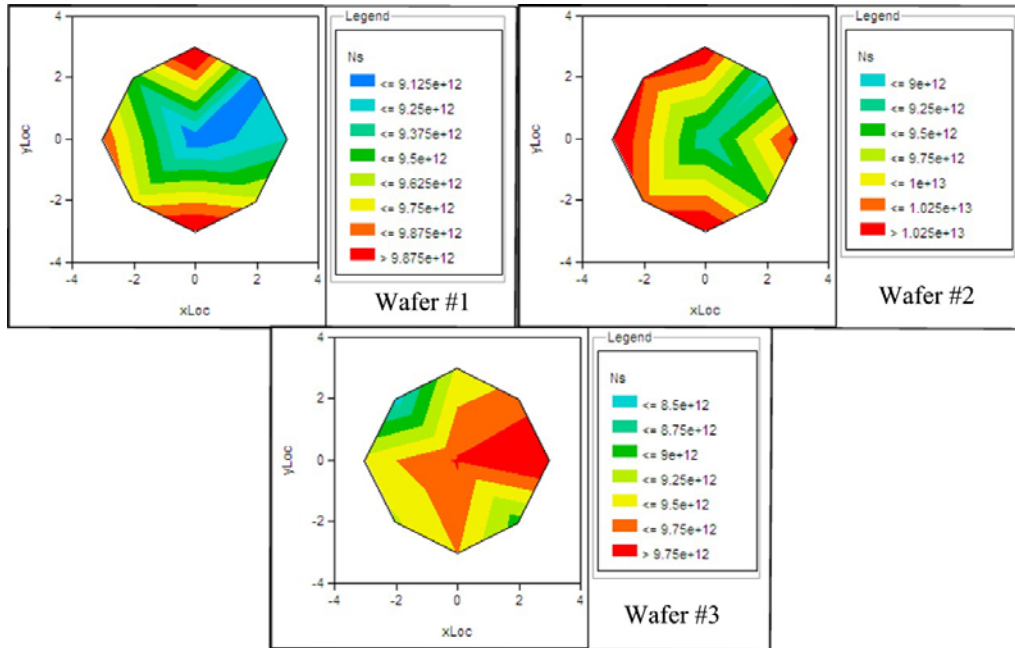 4
2
0
-2
-4
-4 -2 0 2 4
yLoc
xLoc
Legend
Ns
<= 9.125e+12
<= 9.25e+12
<= 9.375e+12
<= 9.5e+12
<= 9.625e+12
<= 9.75e+12
<= 9.875e+12
> 9.875e+12
Wafer #1
4
2
0
-2
-4
-4 -2 0 2 4
yLoc
xLoc
Legend
Ns
<= 9e+12
<= 9.25e+12
<= 9.5e+12
<= 9.75e+12
<= 1e+13
<= 1.025e+13
> 1.025e+13
Wafer #2
4
2
0
-2
-4
-4 -2 0 2 4
yLoc
xLoc
Legend
Ns
<= 8.5e+12
<= 8.75e+12
<= 9e+12
<= 9.25e+12
<= 9.5e+12
<= 9.75e+12
> 9.75e+12
Wafer #3